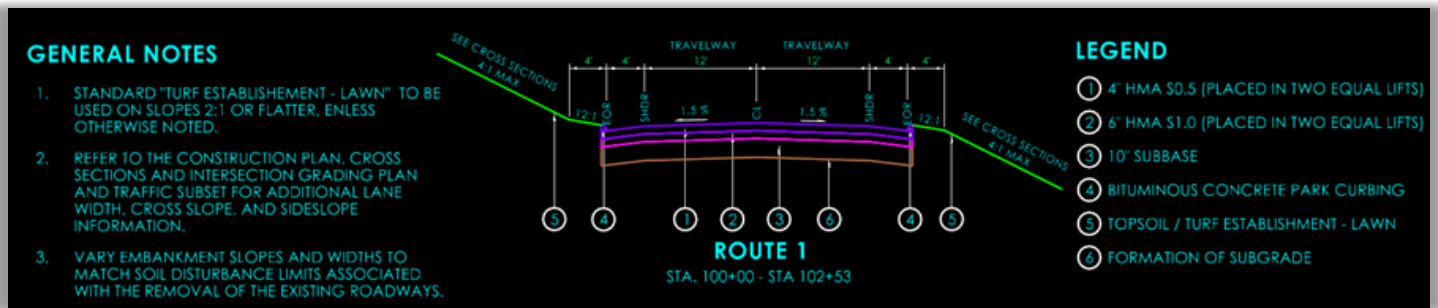 GENERAL NOTES
1. STANDARD "TURF ESTABLISHEMENT - LAWN" TO BE
USED ON SLOPES 2:1 OR FLATTER, ENLESS
OTHERWISE NOTED.
2. REFER TO THE CONSTRUCTION PLAN, CROSS
SECTIONS AND INTERSECTION GRADING PLAN
AND TRAFFIC SUBSET FOR ADDITIONAL LANE
WIDTH, CROSS SLOPE, AND SIDESLOPE
INFORMATION.
3. VARY EMBANKMENT SLOPES AND WIDTHS TO
MATCH SOIL DISTURBANCE LIMITS ASSOCIATED
WITH THE REMOVAL OF THE EXISTING ROADWAYS.
SEE CROSS SECTIONS
4:1 MAX
TRAVELWAY TRAVELWAY
4' 4' 12' 12' 4' 4'
12:1 EOR SHDR 1.5 % CL 1.5 % SHDR EOR 12:1
SEE CROSS SECTIONS
4:1 MAX
5 4 1 2 3 6 4 5
ROUTE 1
STA. 100+00 - STA 102+53
LEGEND
1 4" HMA S0.5 (PLACED IN TWO EQUAL LIFTS)
2 6" HMA S1.0 (PLACED IN TWO EQUAL LIFTS)
3 10" SUBBASE
4 BITUMINOUS CONCRETE PARK CURBING
5 TOPSOIL / TURF ESTABLISHMENT - LAWN
6 FORMATION OF SUBGRADE